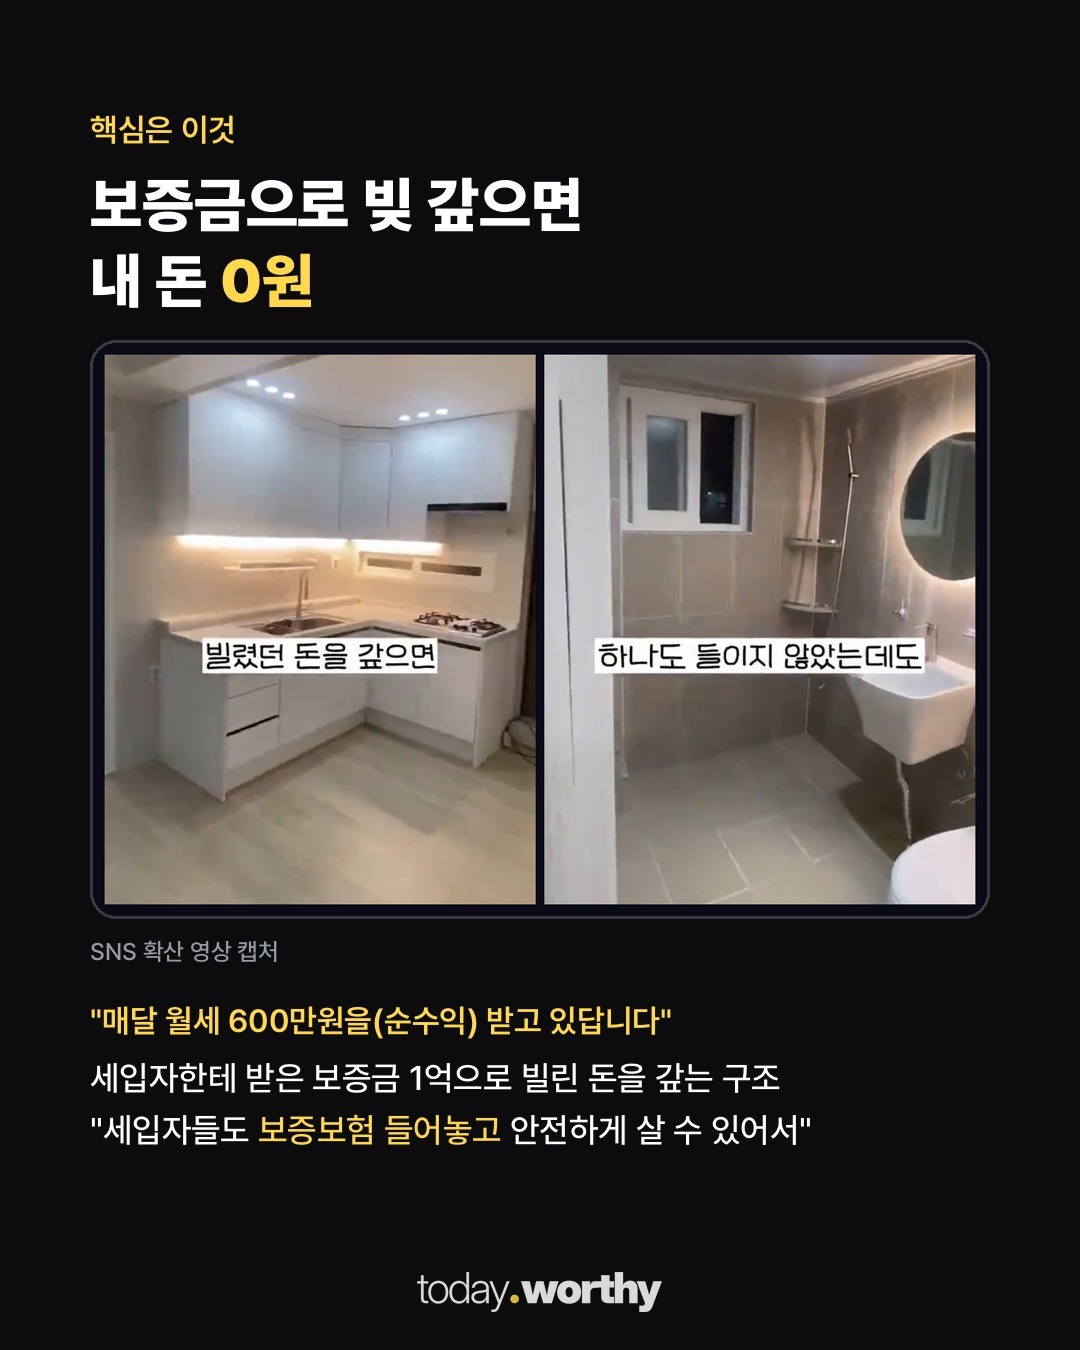 핵심은 이것
보증금으로 빚 갚으면
내 돈 0원
빌렸던 돈을 갚으면
하나도 들이지 않았는데도
SNS 확산 영상 캡처
"매달 월세 600만원을(순수익) 받고 있답니다"
세입자한테 받은 보증금 1억으로 빌린 돈을 갚는 구조
"세입자들도 보증보험 들어놓고 안전하게 살 수 있어서"
today.worthy